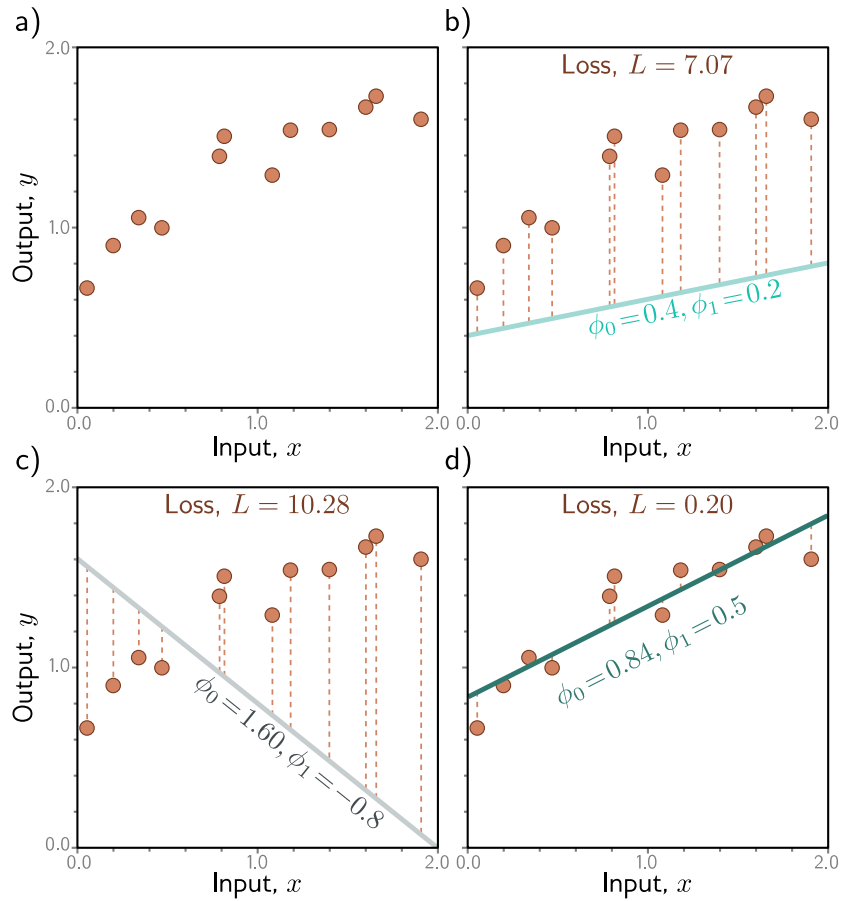 a)
2.0
1.0
0.0
Output, y
0.0
1.0
2.0
Input, x
b)
Loss, L = 7.07
ϕ₀=0.4, ϕ₁=0.2
0.0
1.0
2.0
Input, x
c)
2.0
1.0
0.0
Output, y
Loss, L = 10.28
ϕ₀=1.60, ϕ₁=−0.8
0.0
1.0
2.0
Input, x
d)
Loss, L = 0.20
ϕ₀=0.84, ϕ₁=0.5
0.0
1.0
2.0
Input, x